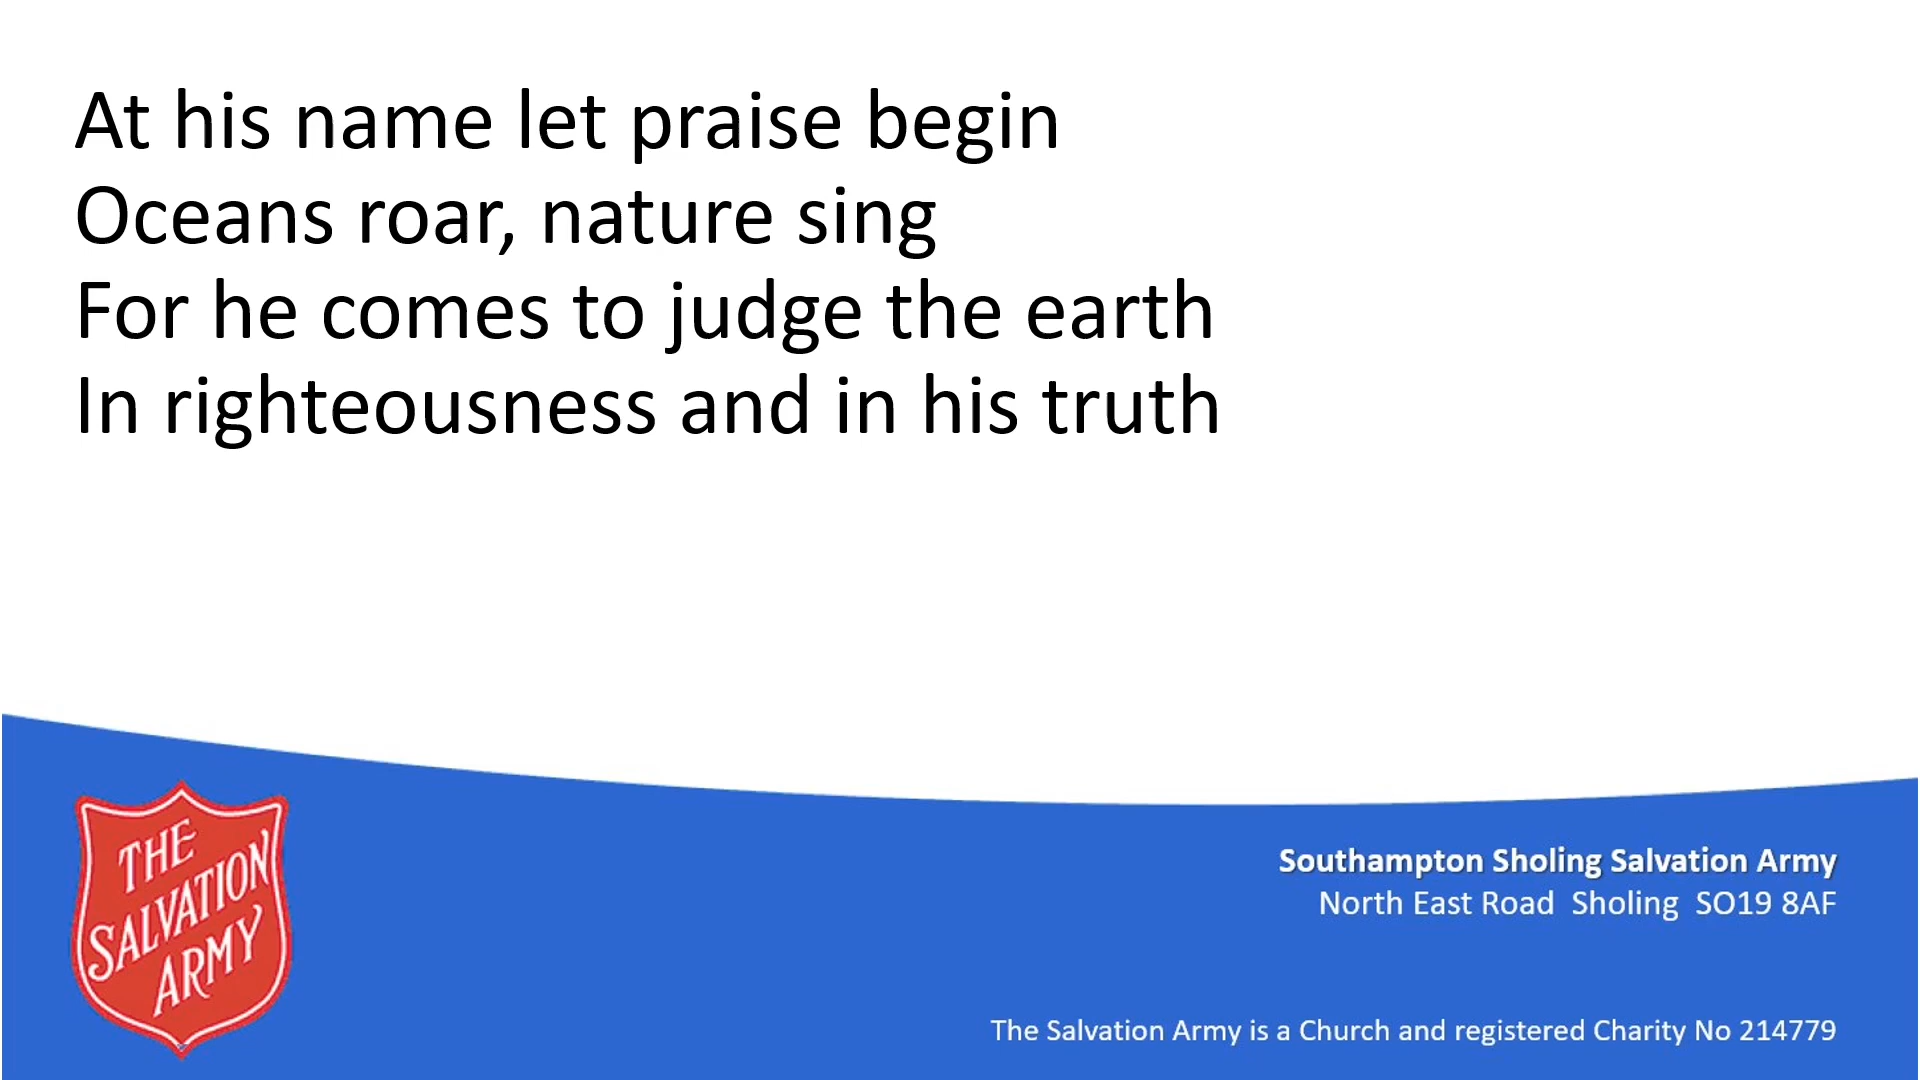 At his name let praise begin
Oceans roar, nature sing
For he comes to judge the earth
In righteousness and in his truth
THE
SALVATION
ARMY
Southampton Sholing Salvation Army
North East Road  Sholing  SO19 8AF
The Salvation Army is a Church and registered Charity No 214779